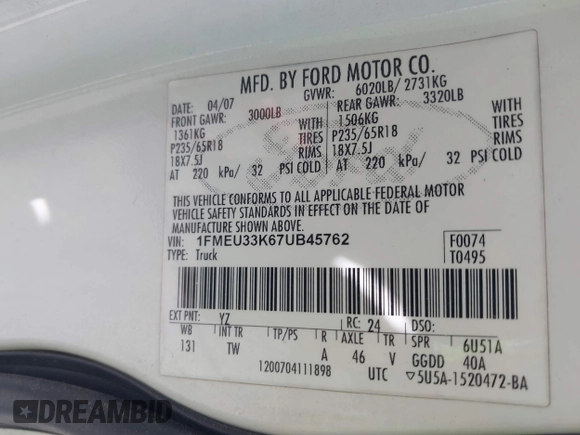 MFD. BY FORD MOTOR CO.
DATE: 04/07 GVWR: 6020LB/ 2731KG
FRONT GAWR: 3000LB REAR GAWR: 3320LB
1361KG 1506KG
P235/65R18 TIRES P235/65R18 TIRES
18X7.5J RIMS 18X7.5J RIMS
AT 220 kPa/ 32 PSI COLD AT 220 kPa/ 32 PSI COLD
THIS VEHICLE CONFORMS TO ALL APPLICABLE FEDERAL MOTOR
VEHICLE SAFETY STANDARDS IN EFFECT ON THE DATE OF
MANUFACTURE SHOWN ABOVE.
VIN: 1FMEU33K67UB45762 F0074
TYPE: Truck T0495
EXT PNT: YZ RC: 24 DSO:
WB INT TR TP/PS R AXLE TR SPR 6U51A
131 TW A 46 V GGDD 40A
1200704111898 UTC ▽5U5A-1520472-BA
DREAMBID